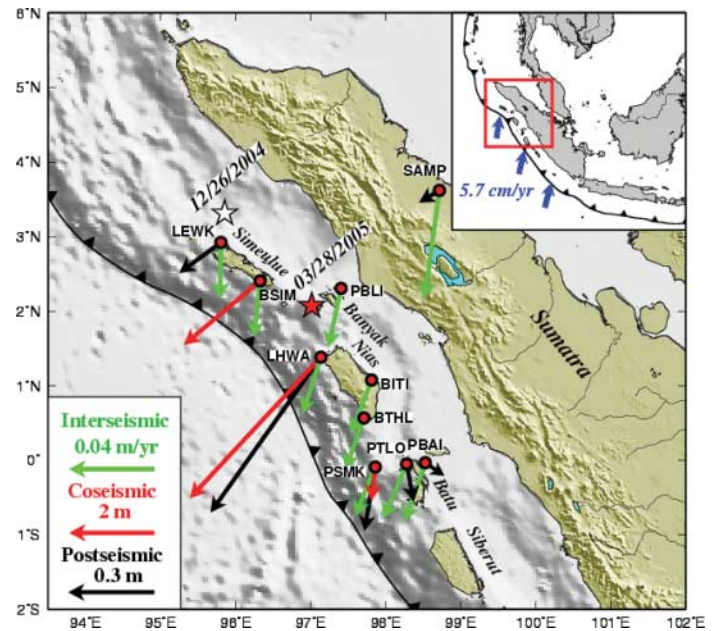 6°N
5°N
4°N
3°N
2°N
1°N
0°
1°S
2°S
94°E
95°E
96°E
97°E
98°E
99°E
100°E
101°E
102°E
12/26/2004
03/28/2005
SAMP
LEWK
Simeulue
BSIM
PBLI
Banyak
LHWA
Nias
BITI
BTHL
PTLO
PBAI
PSMK
Batu
Siberut
Sumatra
5.7 cm/yr
Interseismic
0.04 m/yr
Coseismic
2 m
Postseismic
0.3 m